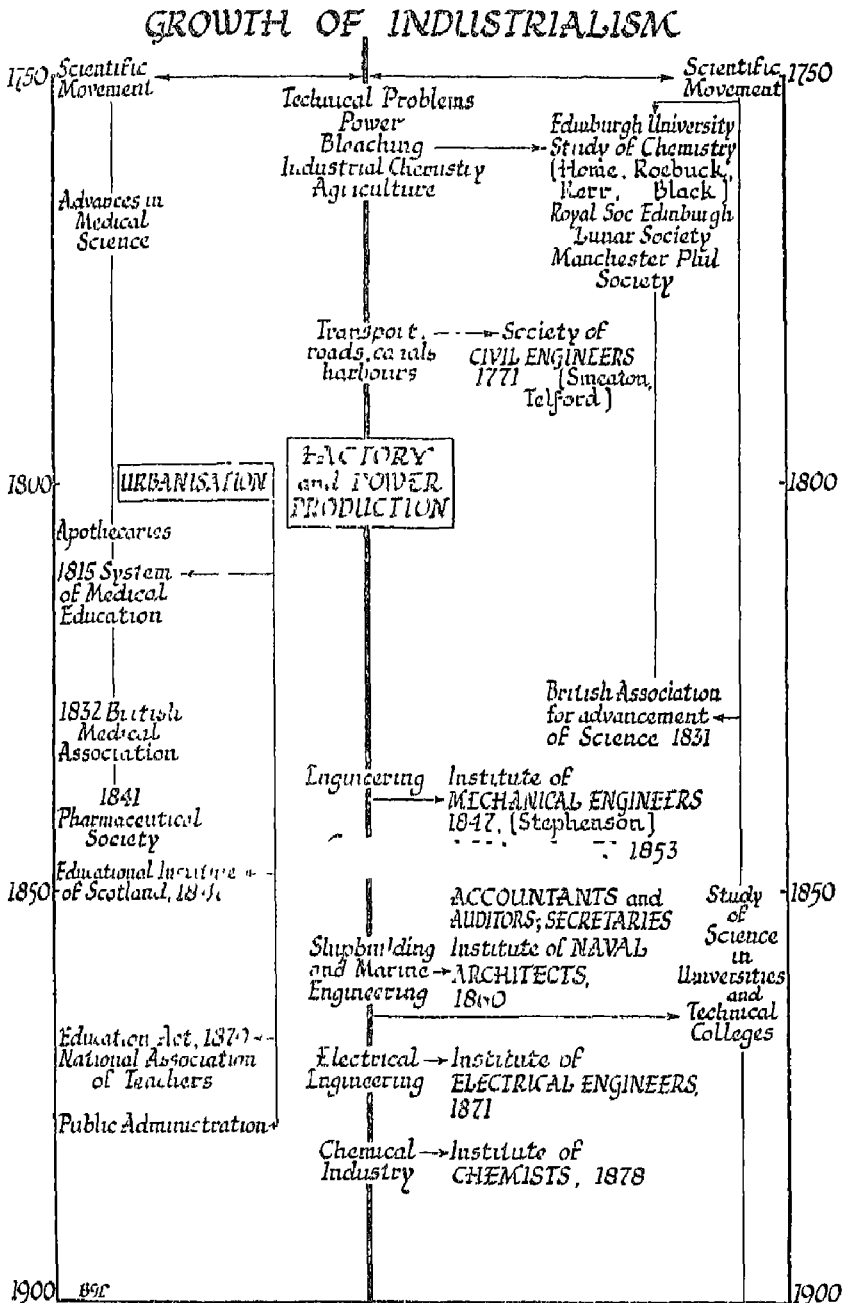 GROWTH OF INDUSTRIALISM
1750
Scientific
Movement
Scientific
Movement
1750
Technical Problems
Power
Bleaching
Industrial Chemistry
Agriculture
Edinburgh University
Study of Chemistry
[Home, Roebuck,
Kerr, Black]
Royal Soc Edinburgh
Lunar Society
Manchester Phil
Society
Advances in
Medical
Science
Transport,
roads, canals
harbours
Society of
CIVIL ENGINEERS
1771 [Smeaton,
Telford]
1800
URBANISATION
FACTORY
and POWER
PRODUCTION
1800
Apothecaries
1815 System
of Medical
Education
1832 British
Medical
Association
British Association
for advancement
of Science 1831
1841
Pharmaceutical
Society
Engineering
Institute of
MECHANICAL ENGINEERS
1847, [Stephenson]
1853
Educational Institute
of Scotland,
1850
ACCOUNTANTS and
AUDITORS; SECRETARIES
Study
of
Science
in
Universities
and
Technical
Colleges
1850
Shipbuilding
and Marine
Engineering
Institute of NAVAL
ARCHITECTS,
1860
Education Act, 1870
National Association
of Teachers
Electrical
Engineering
Institute of
ELECTRICAL ENGINEERS,
1871
Public Administration
Chemical
Industry
Institute of
CHEMISTS, 1878
1900
1900